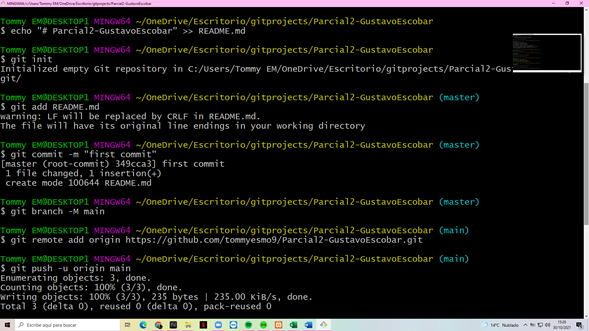 MINGW64:/c/Users/Tommy EM/OneDrive/Escritorio/gitprojects/Parcial2-GustavoEscobar
Tommy EM@DESKTOP1 MINGW64 ~/OneDrive/Escritorio/gitprojects/Parcial2-GustavoEscobar
$ echo "# Parcial2-GustavoEscobar" >> README.md
Tommy EM@DESKTOP1 MINGW64 ~/OneDrive/Escritorio/gitprojects/Parcial2-GustavoEscobar
$ git init
Initialized empty Git repository in C:/Users/Tommy EM/OneDrive/Escritorio/gitprojects/Parcial2-Gus
git/
Tommy EM@DESKTOP1 MINGW64 ~/OneDrive/Escritorio/gitprojects/Parcial2-GustavoEscobar (master)
$ git add README.md
warning: LF will be replaced by CRLF in README.md.
The file will have its original line endings in your working directory
Tommy EM@DESKTOP1 MINGW64 ~/OneDrive/Escritorio/gitprojects/Parcial2-GustavoEscobar (master)
$ git commit -m "first commit"
[master (root-commit) 349cca3] first commit
1 file changed, 1 insertion(+)
create mode 100644 README.md
Tommy EM@DESKTOP1 MINGW64 ~/OneDrive/Escritorio/gitprojects/Parcial2-GustavoEscobar (master)
$ git branch -M main
Tommy EM@DESKTOP1 MINGW64 ~/OneDrive/Escritorio/gitprojects/Parcial2-GustavoEscobar (main)
$ git remote add origin https://github.com/tommyesmo9/Parcial2-GustavoEscobar.git
Tommy EM@DESKTOP1 MINGW64 ~/OneDrive/Escritorio/gitprojects/Parcial2-GustavoEscobar (main)
$ git push -u origin main
Enumerating objects: 3, done.
Counting objects: 100% (3/3), done.
Writing objects: 100% (3/3), 235 bytes | 235.00 KiB/s, done.
Total 3 (delta 0), reused 0 (delta 0), pack-reused 0
Escribe aquí para buscar
14°C Nublado
30/10/2021